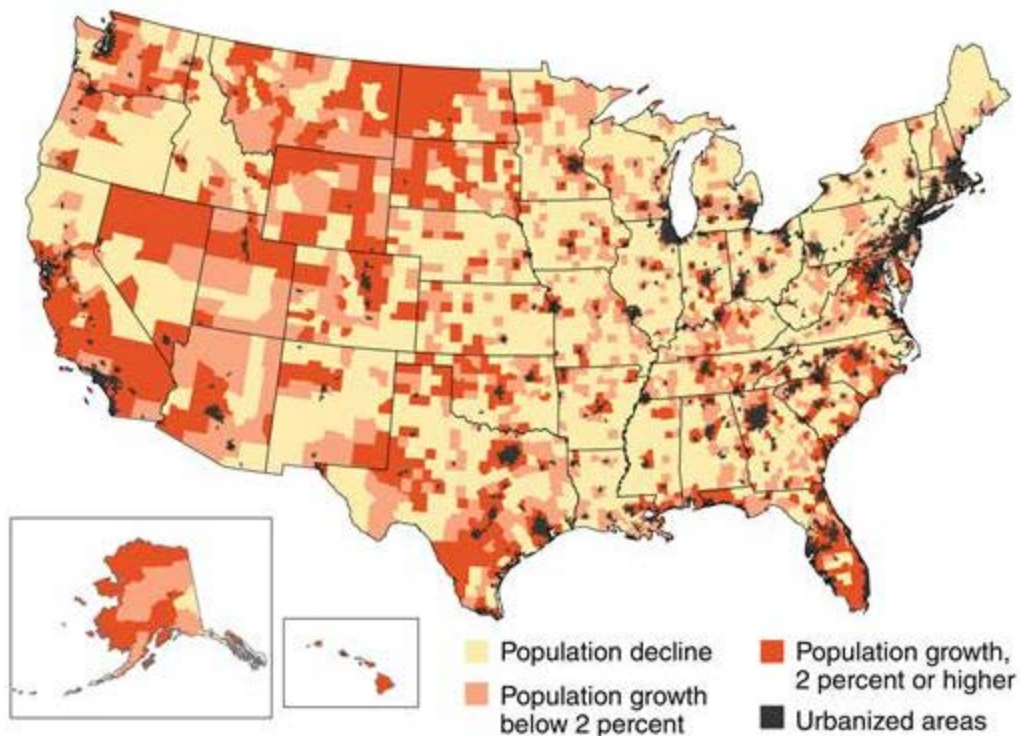 Population decline
Population growth
below 2 percent
Population growth,
2 percent or higher
Urbanized areas